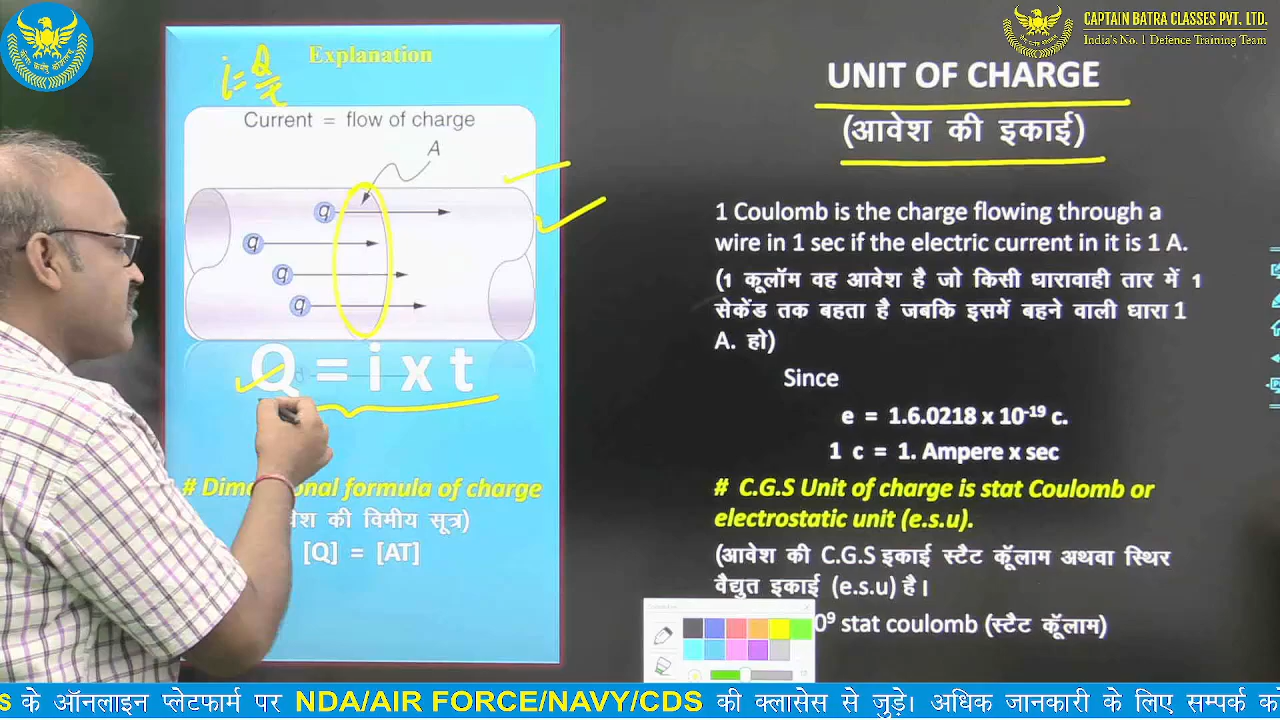 CAPTAIN BATRA CLASSES PVT. LTD.
India's No. 1 Defence Training Team
Explanation
i = Q/t
Current = flow of charge
A
q
q
q
q
Q = i x t
# Dim onal formula of charge
की विमीय सूत्र)
[Q] = [AT]
UNIT OF CHARGE
(आवेश की इकाई)
1 Coulomb is the charge flowing through a
wire in 1 sec if the electric current in it is 1 A.
(1 कूलॉम वह आवेश है जो किसी धारावाही तार में 1
सेकेंड तक बहता है जबकि इसमें बहने वाली धारा 1
A. हो)
Since
e = 1.6.0218 x 10⁻¹⁹ c.
1 c = 1. Ampere x sec
# C.G.S Unit of charge is stat Coulomb or
electrostatic unit (e.s.u).
(आवेश की C.G.S इकाई स्टैट कूॅलाम अथवा स्थिर
वैद्युत इकाई (e.s.u) है।
0⁹ stat coulomb (स्टैट कूॅलाम)
के ऑनलाइन प्लेटफार्म पर NDA/AIR FORCE/NAVY/CDS की क्लासेस से जुड़े। अधिक जानकारी के लिए सम्पर्क